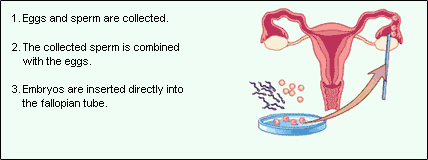 1. Eggs and sperm are collected.
2. The collected sperm is combined
with the eggs.
3. Embryos are inserted directly into
the fallopian tube.